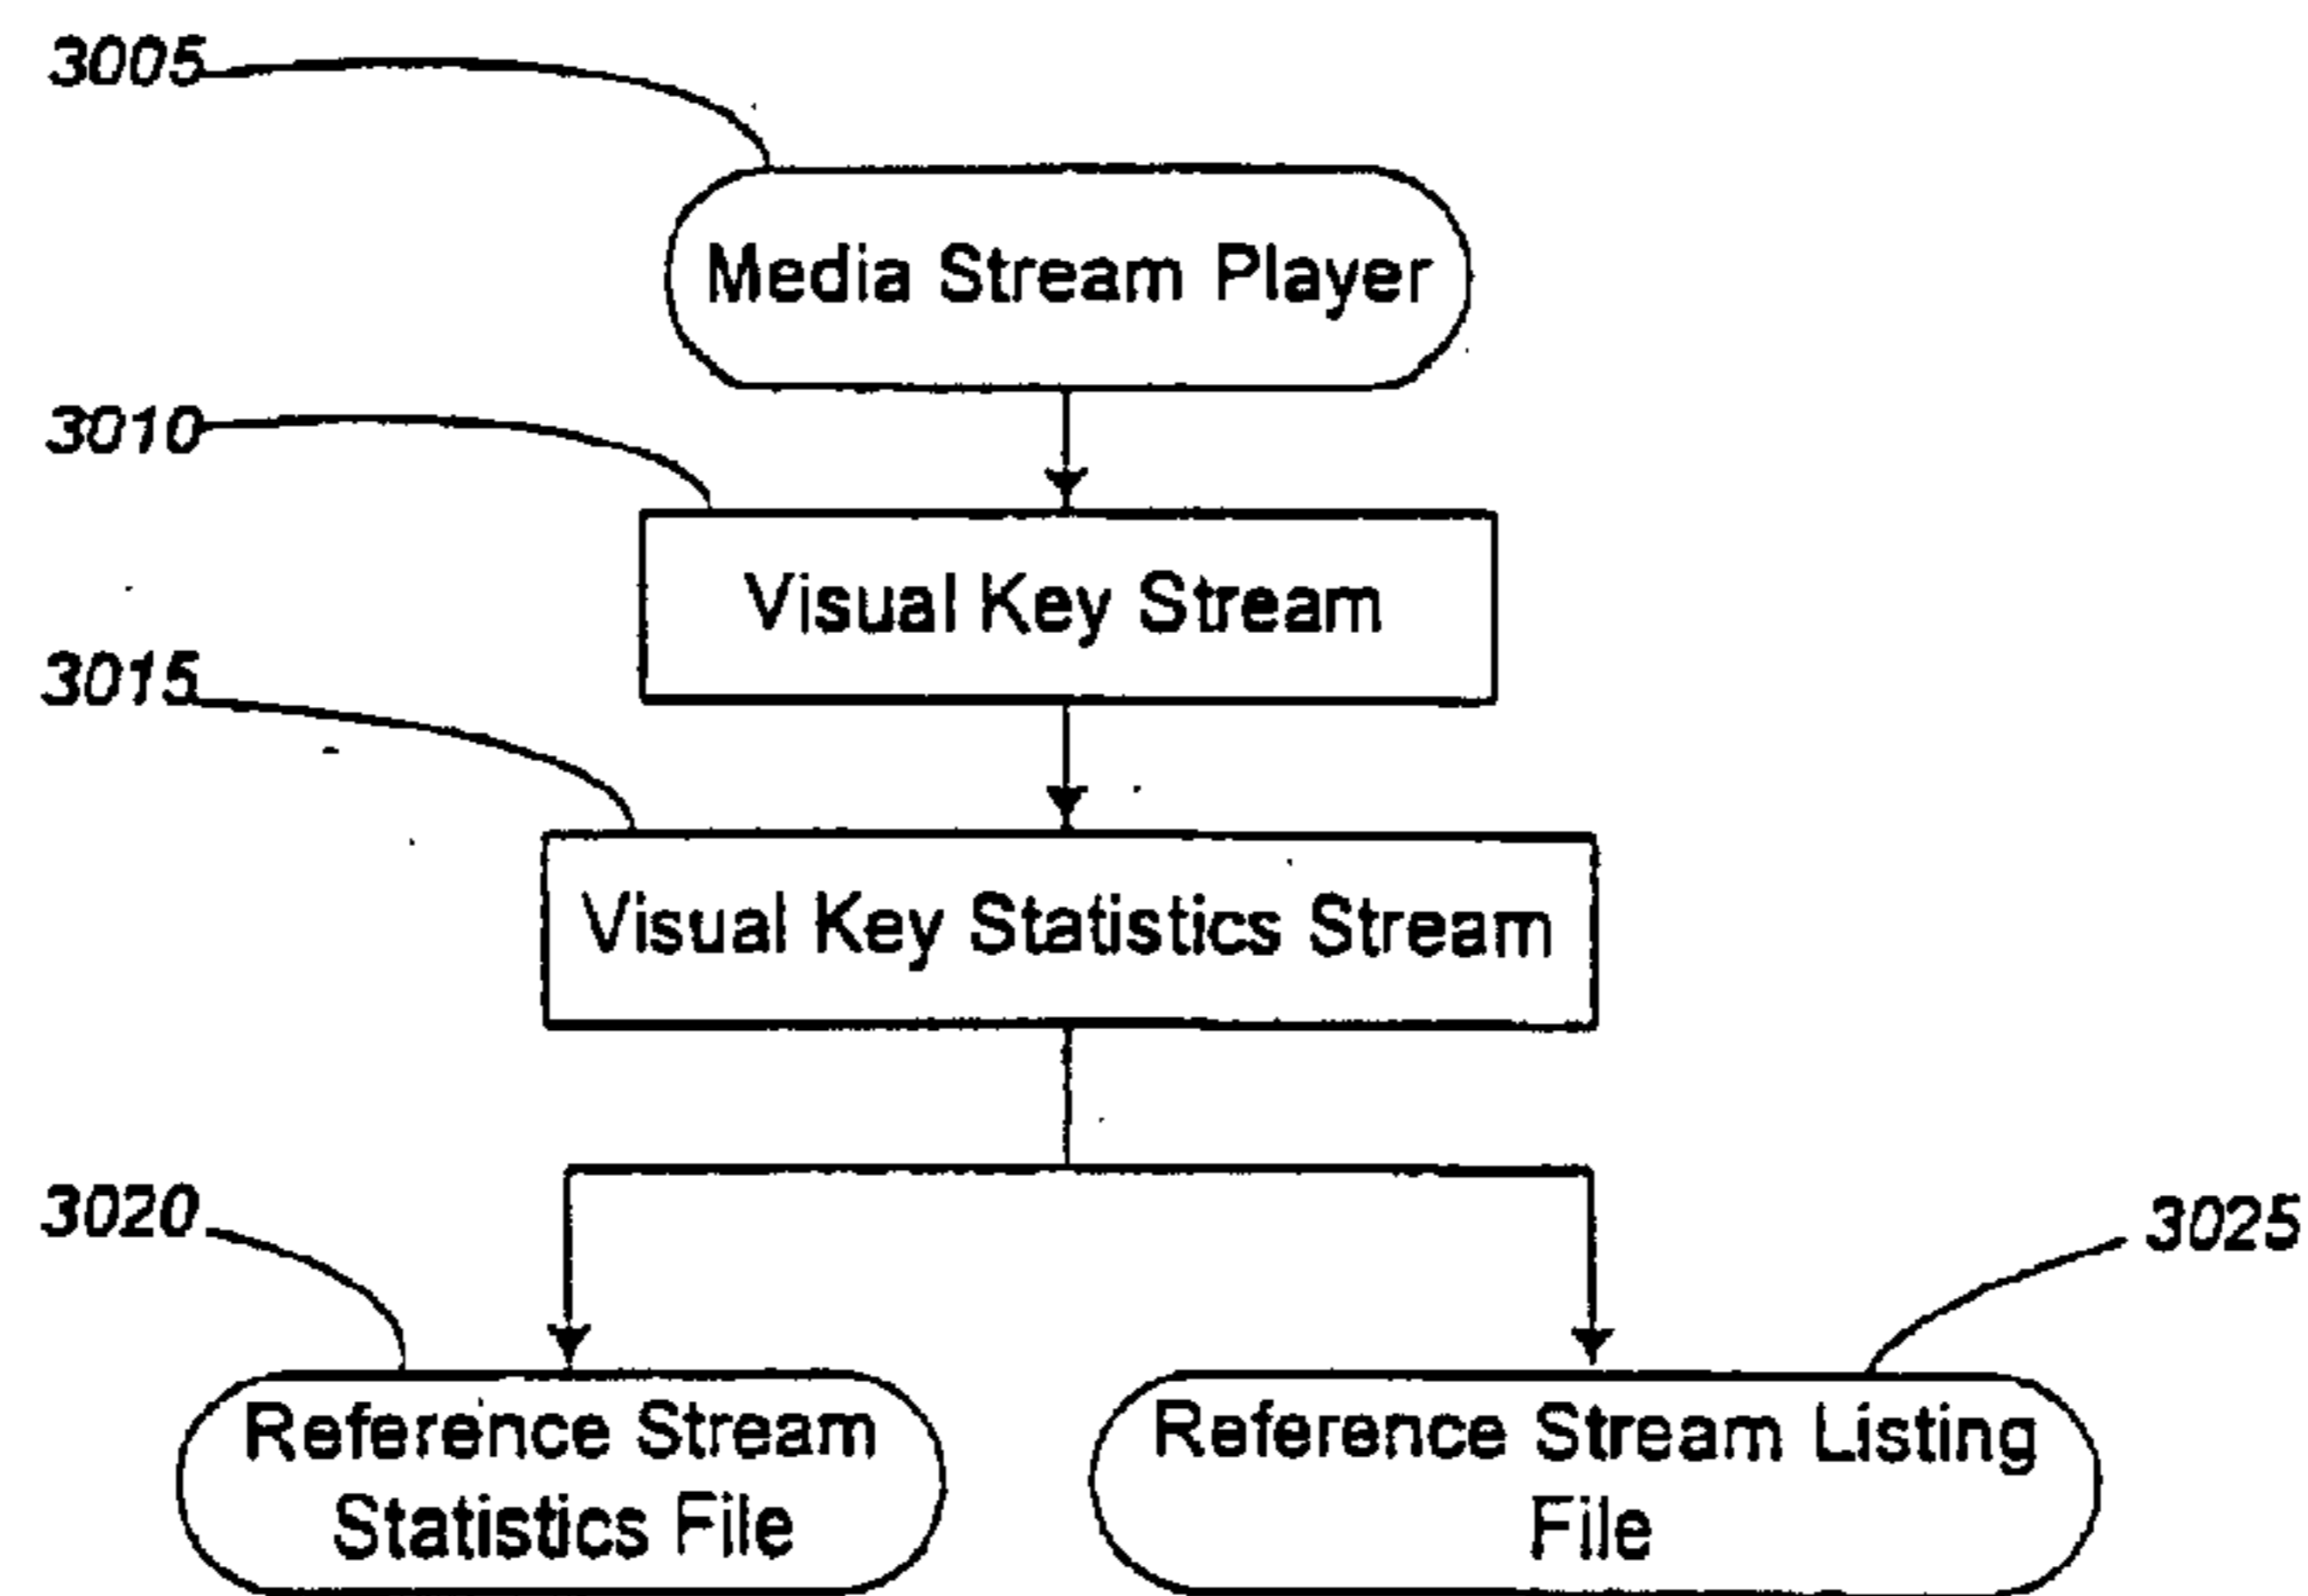 3005
Media Stream Player
3010
Visual Key Stream
3015
Visual Key Statistics Stream
3020
3025
Reference Stream
Statistics File
Reference Stream Listing
File